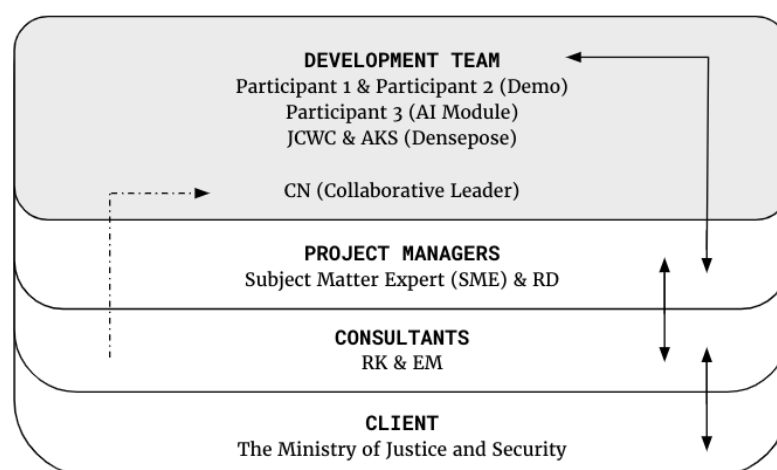 DEVELOPMENT TEAM
Participant 1 & Participant 2 (Demo)
Participant 3 (AI Module)
JCWC & AKS (Densepose)
CN (Collaborative Leader)
PROJECT MANAGERS
Subject Matter Expert (SME) & RD
CONSULTANTS
RK & EM
CLIENT
The Ministry of Justice and Security